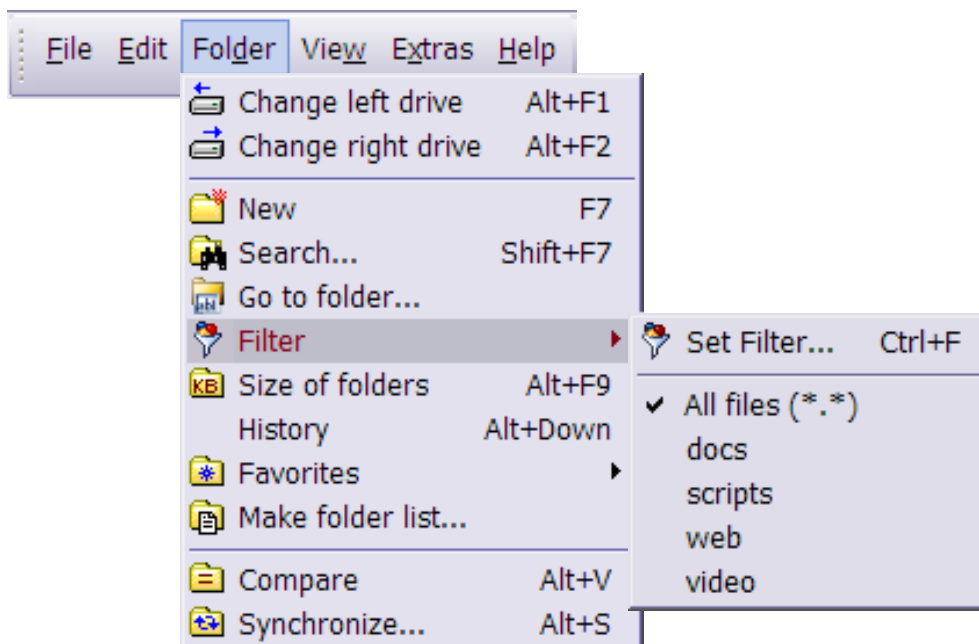 File Edit Folder View Extras Help
Change left drive Alt+F1
Change right drive Alt+F2
New F7
Search... Shift+F7
Go to folder...
Filter
Size of folders Alt+F9
History Alt+Down
Favorites
Make folder list...
Compare Alt+V
Synchronize... Alt+S
Set Filter... Ctrl+F
All files (*.*)
docs
scripts
web
video